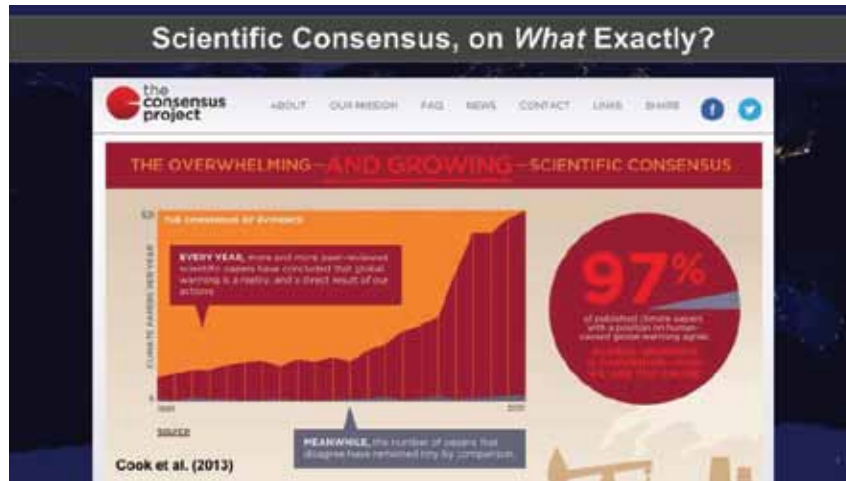 Scientific Consensus, on What Exactly?
the
consensus
project
ABOUT
OUR MISSION
FAQ
NEWS
CONTACT
LINKS
SHARE
THE OVERWHELMING—AND GROWING—SCIENTIFIC CONSENSUS
THE CONSENSUS OF EVIDENCE
EVERY YEAR, more and more peer-reviewed
scientific papers have concluded that global
warming is a reality, and a direct result of our
actions.
CLIMATE PAPERS PER YEAR
97%
of published climate papers
with a position on human-
caused global warming agree:
source
MEANWHILE, the number of papers that
disagree have remained tiny by comparison.
Cook et al. (2013)